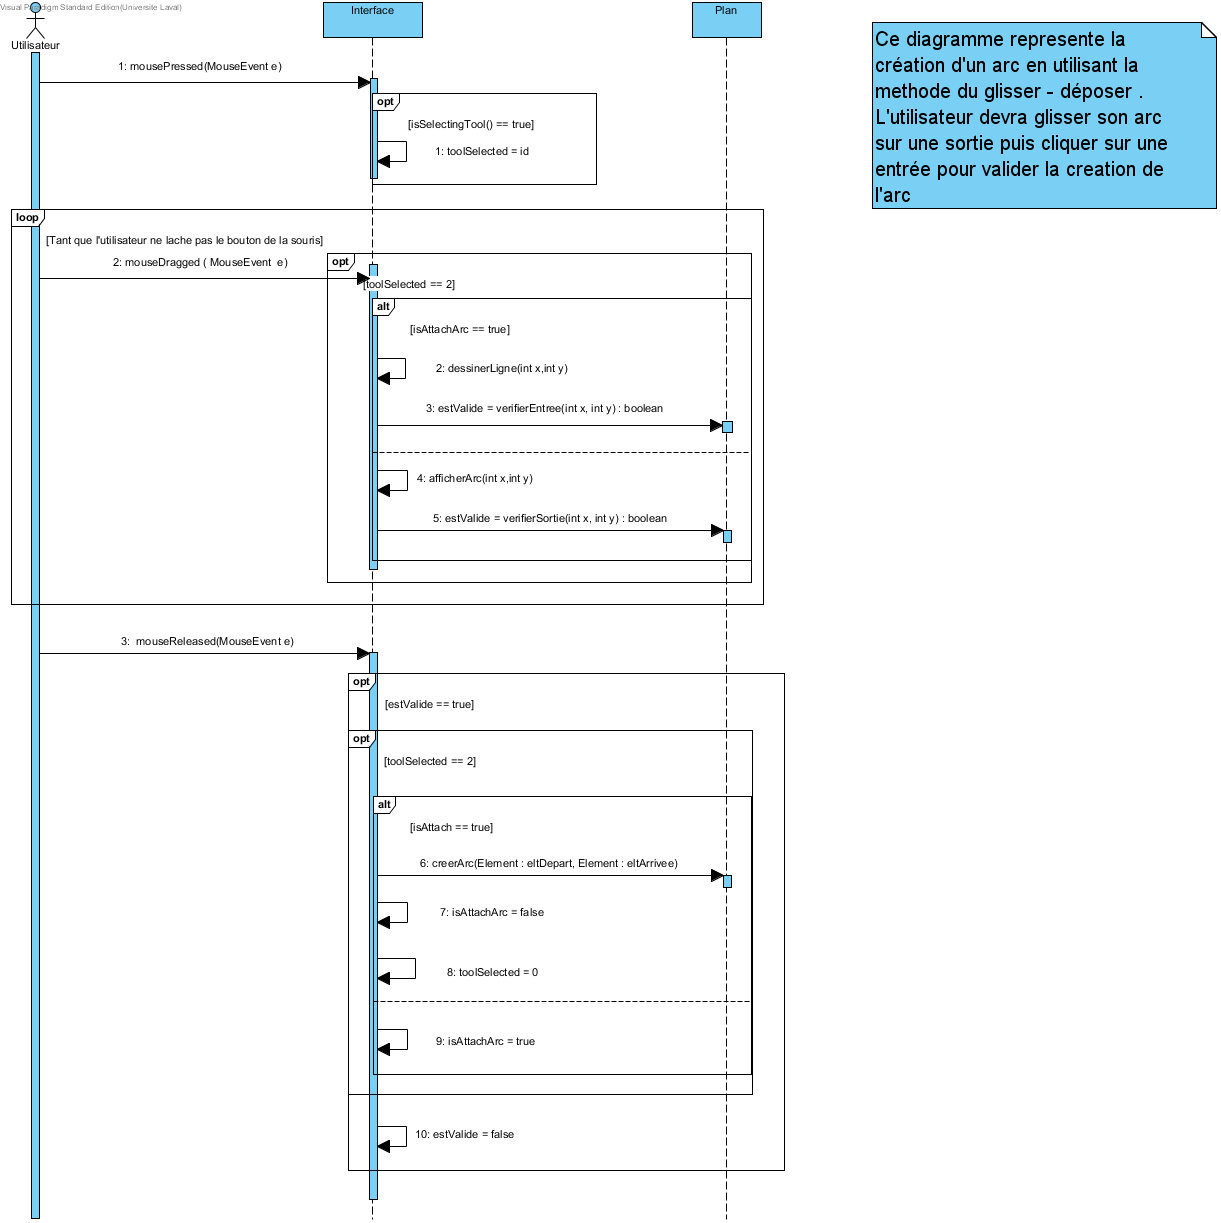 Visual Paradigm Standard Edition(Universite Laval)
Utilisateur
Interface
Plan
Ce diagramme represente la
création d'un arc en utilisant la
methode du glisser - déposer .
L'utilisateur devra glisser son arc
sur une sortie puis cliquer sur une
entrée pour valider la creation de
l'arc
1: mousePressed(MouseEvent e)
opt
[isSelectingTool() == true]
1: toolSelected = id
loop
[Tant que l'utilisateur ne lache pas le bouton de la souris]
2: mouseDragged ( MouseEvent e)
opt
[toolSelected == 2]
alt
[isAttachArc == true]
2: dessinerLigne(int x,int y)
3: estValide = verifierEntree(int x, int y) : boolean
4: afficherArc(int x,int y)
5: estValide = verifierSortie(int x, int y) : boolean
3: mouseReleased(MouseEvent e)
opt
[estValide == true]
opt
[toolSelected == 2]
alt
[isAttach == true]
6: creerArc(Element : eltDepart, Element : eltArrivee)
7: isAttachArc = false
8: toolSelected = 0
9: isAttachArc = true
10: estValide = false